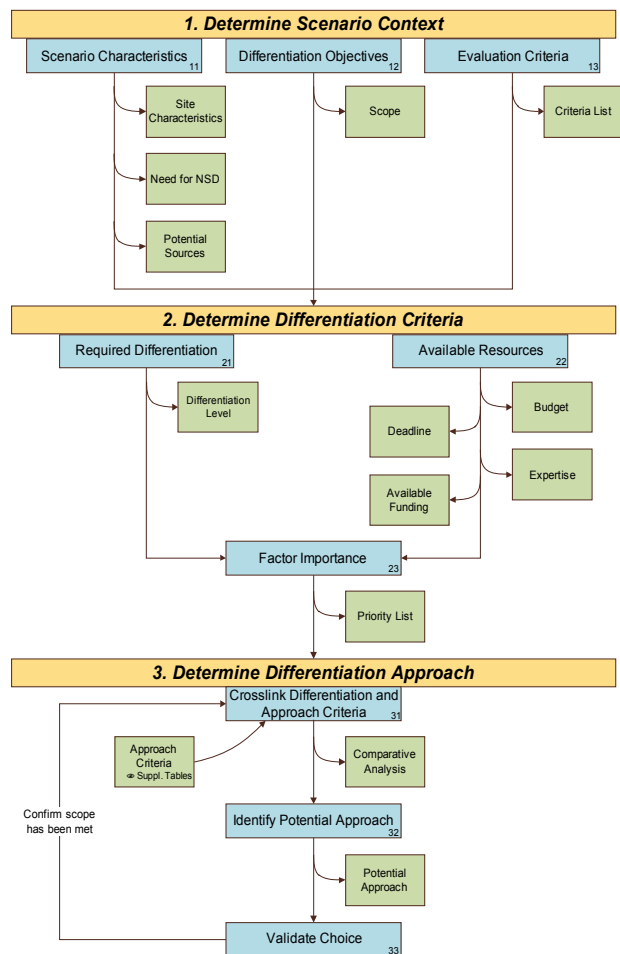 1. Determine Scenario Context
Scenario Characteristics
11
Differentiation Objectives
12
Evaluation Criteria
13
Site
Characteristics
Scope
Criteria List
Need for NSD
Potential
Sources
2. Determine Differentiation Criteria
Required Differentiation
21
Available Resources
22
Differentiation
Level
Budget
Deadline
Expertise
Available
Funding
Factor Importance
23
Priority List
3. Determine Differentiation Approach
Crosslink Differentiation and
Approach Criteria
31
Approach
Criteria
Suppl. Tables
Comparative
Analysis
Confirm scope
has been met
Identify Potential Approach
32
Potential
Approach
Validate Choice
33